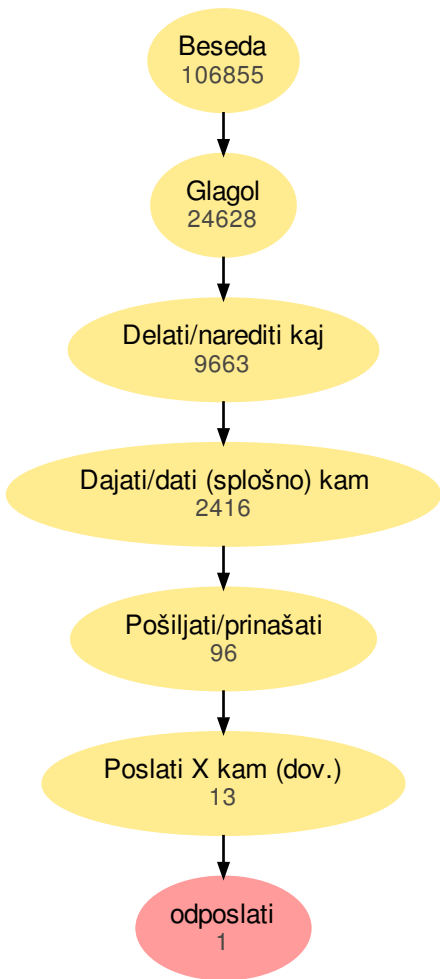 Beseda
106855
Glagol
24628
Delati/narediti kaj
9663
Dajati/dati (splošno) kam
2416
Pošiljati/prinašati
96
Poslati X kam (dov.)
13
odposlati
1